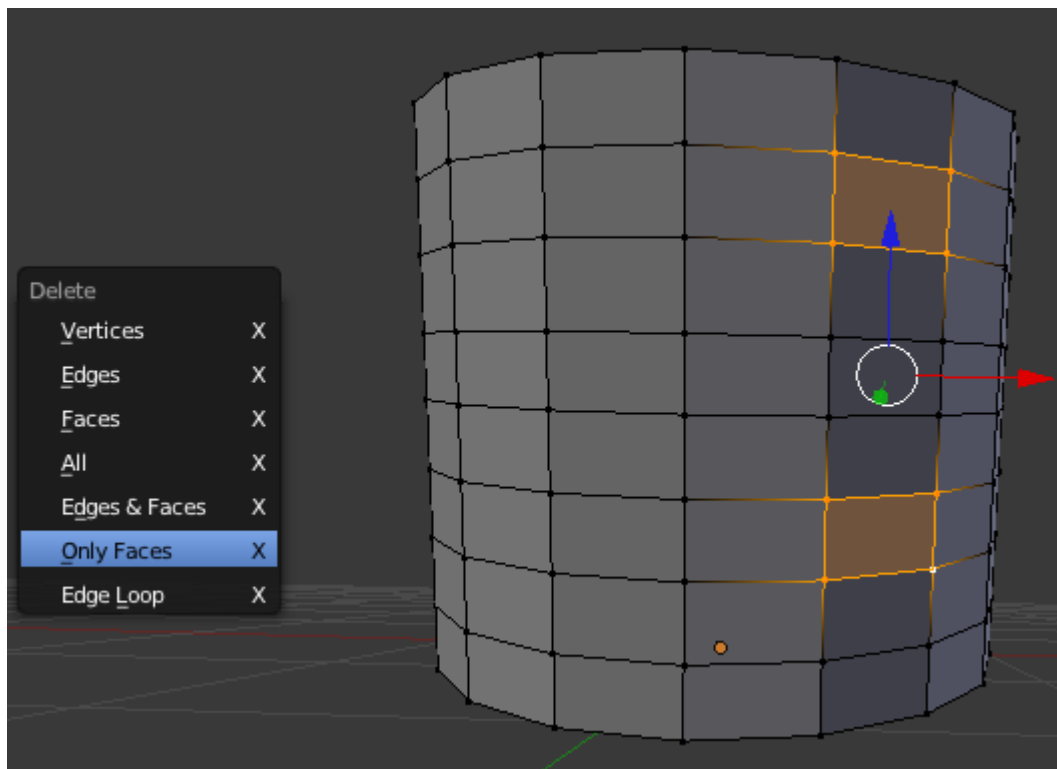 Delete
Vertices X
Edges X
Faces X
All X
Edges & Faces X
Only Faces X
Edge Loop X